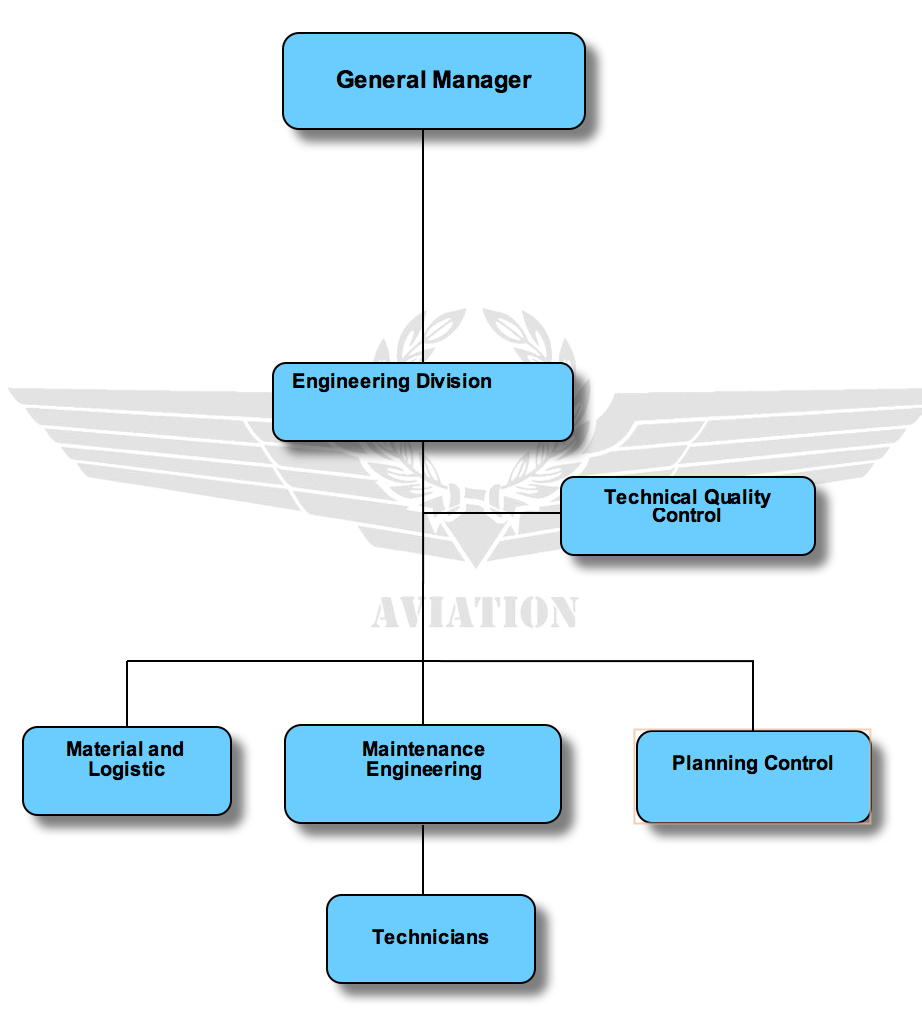 General Manager
Engineering Division
Technical Quality
Control
AVIATION
Material and
Logistic
Maintenance
Engineering
Planning Control
Technicians